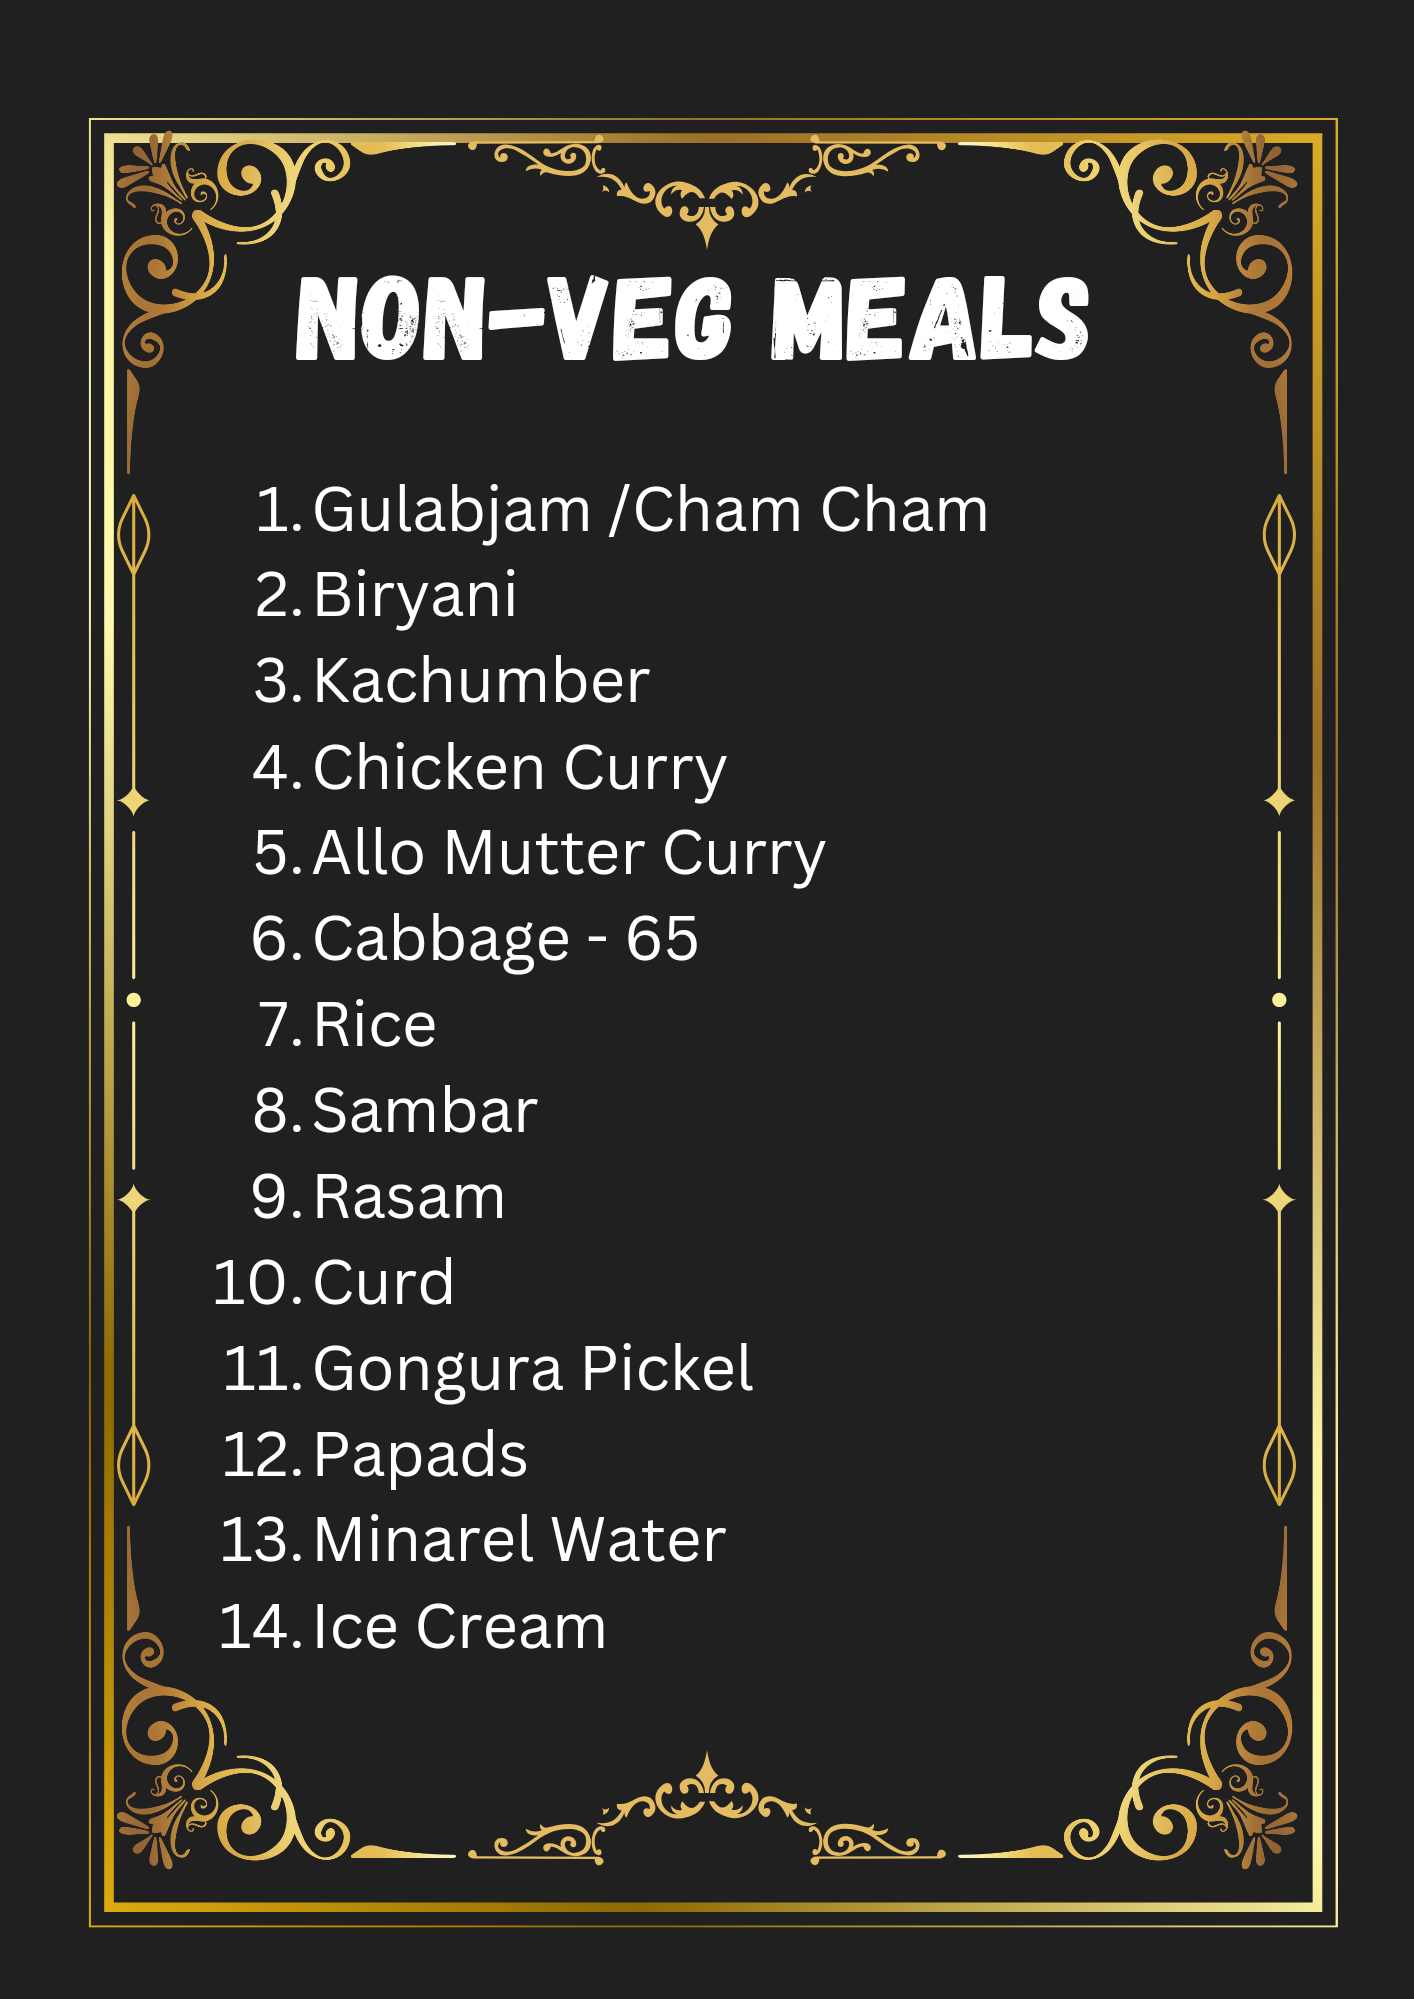 NON-VEG MEALS
1. Gulabjam /Cham Cham
2. Biryani
3. Kachumber
4. Chicken Curry
5. Allo Mutter Curry
6. Cabbage - 65
7. Rice
8. Sambar
9. Rasam
10. Curd
11. Gongura Pickel
12. Papads
13. Minarel Water
14. Ice Cream